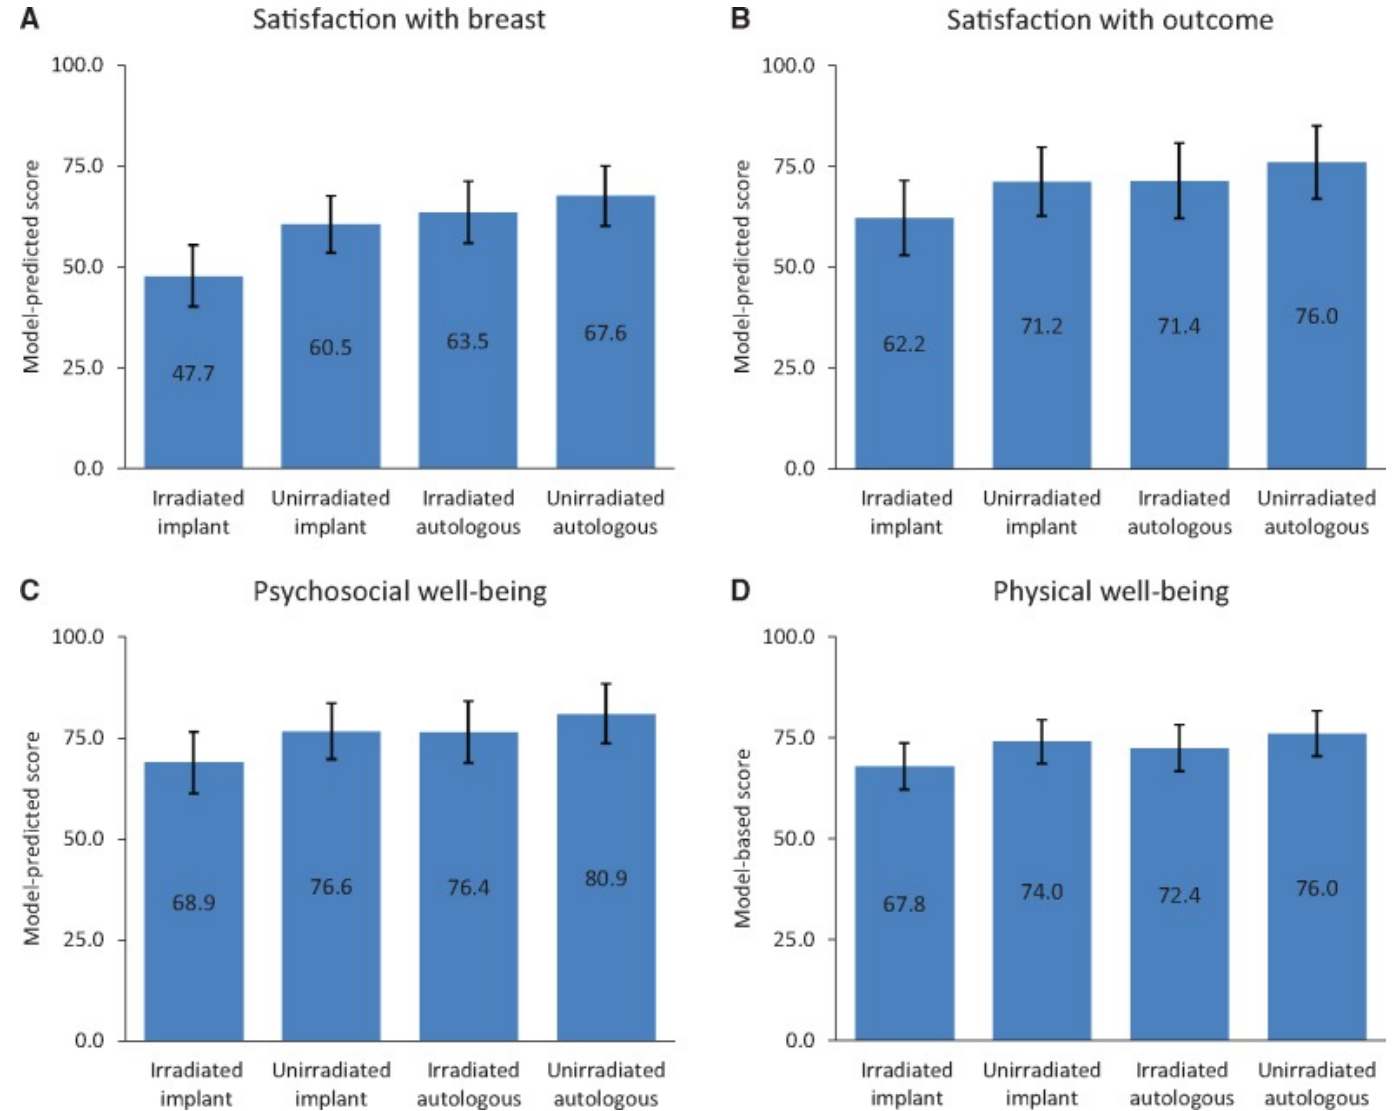 A Satisfaction with breast
Model-predicted score
100.0
75.0
50.0
25.0
0.0
47.7
60.5
63.5
67.6
Irradiated
implant
Unirradiated
implant
Irradiated
autologous
Unirradiated
autologous
B Satisfaction with outcome
Model-predicted score
100.0
75.0
50.0
25.0
0.0
62.2
71.2
71.4
76.0
Irradiated
implant
Unirradiated
implant
Irradiated
autologous
Unirradiated
autologous
C Psychosocial well-being
Model-predicted score
100.0
75.0
50.0
25.0
0.0
68.9
76.6
76.4
80.9
Irradiated
implant
Unirradiated
implant
Irradiated
autologous
Unirradiated
autologous
D Physical well-being
Model-based score
100.0
75.0
50.0
25.0
0.0
67.8
74.0
72.4
76.0
Irradiated
implant
Unirradiated
implant
Irradiated
autologous
Unirradiated
autologous